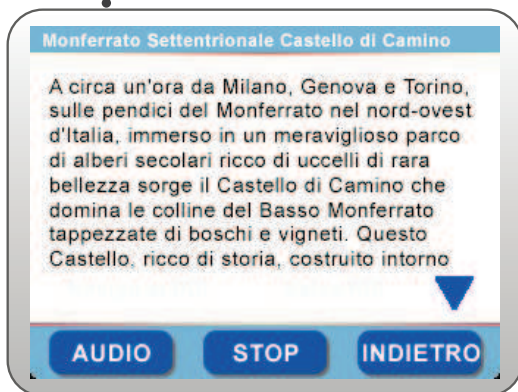 Monferrato Settentrionale Castello di Camino
A circa un'ora da Milano, Genova e Torino,
sulle pendici del Monferrato nel nord-ovest
d'Italia, immerso in un meraviglioso parco
di alberi secolari ricco di uccelli di rara
bellezza sorge il Castello di Camino che
domina le colline del Basso Monferrato
tappezzate di boschi e vigneti. Questo
Castello, ricco di storia, costruito intorno
AUDIO STOP INDIETRO